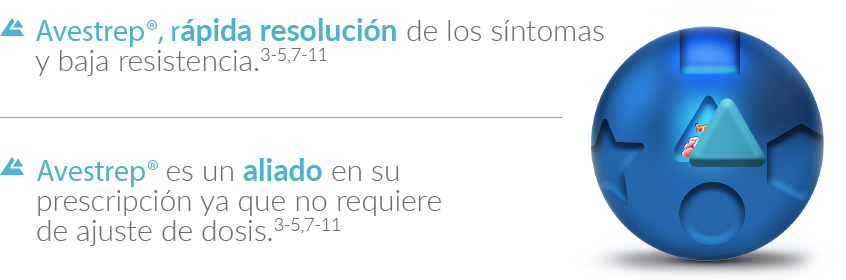 Avestrep®, rápida resolución de los síntomas
y baja resistencia.3-5,7-11
Avestrep® es un aliado en su
prescripción ya que no requiere
de ajuste de dosis.3-5,7-11